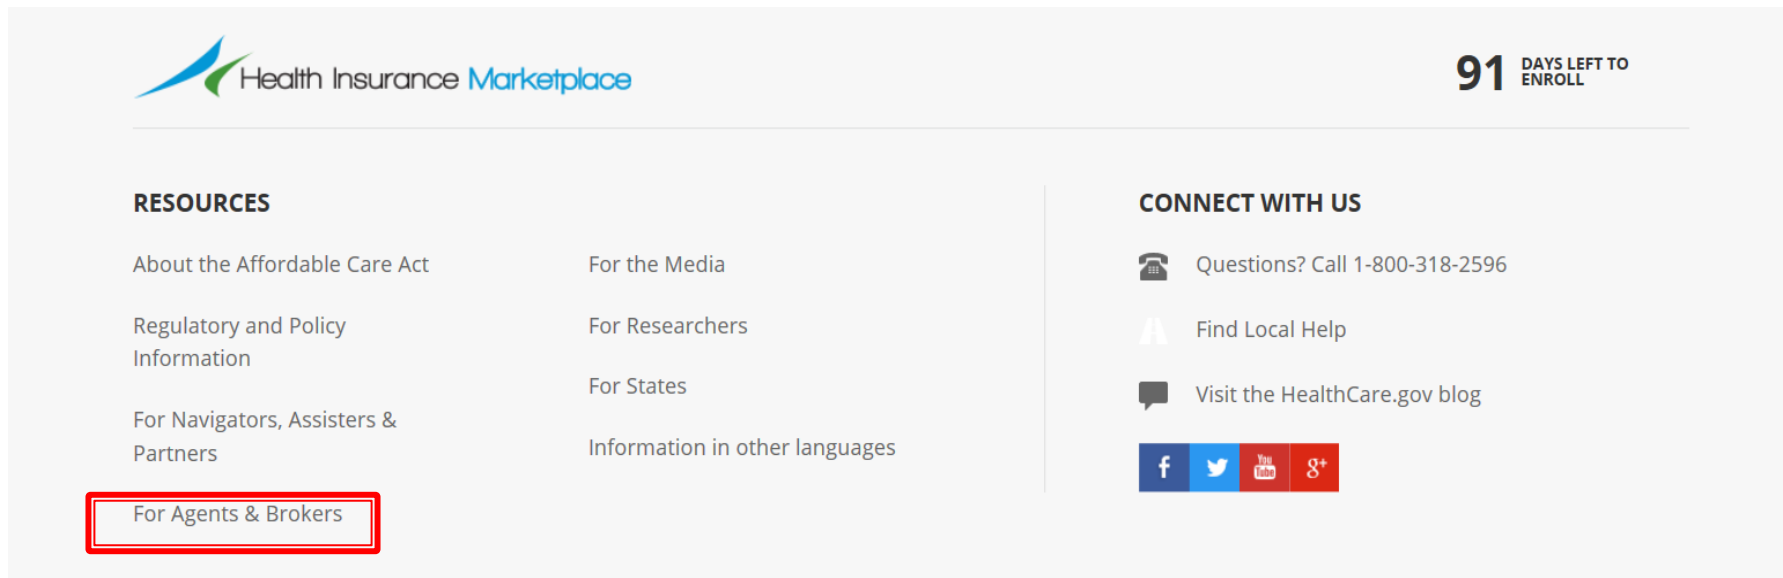 Health Insurance Marketplace
91 DAYS LEFT TO
ENROLL
RESOURCES
About the Affordable Care Act
Regulatory and Policy
Information
For Navigators, Assisters &
Partners
For Agents & Brokers
For the Media
For Researchers
For States
Information in other languages
CONNECT WITH US
Questions? Call 1-800-318-2596
Find Local Help
Visit the HealthCare.gov blog
f You Tube g+